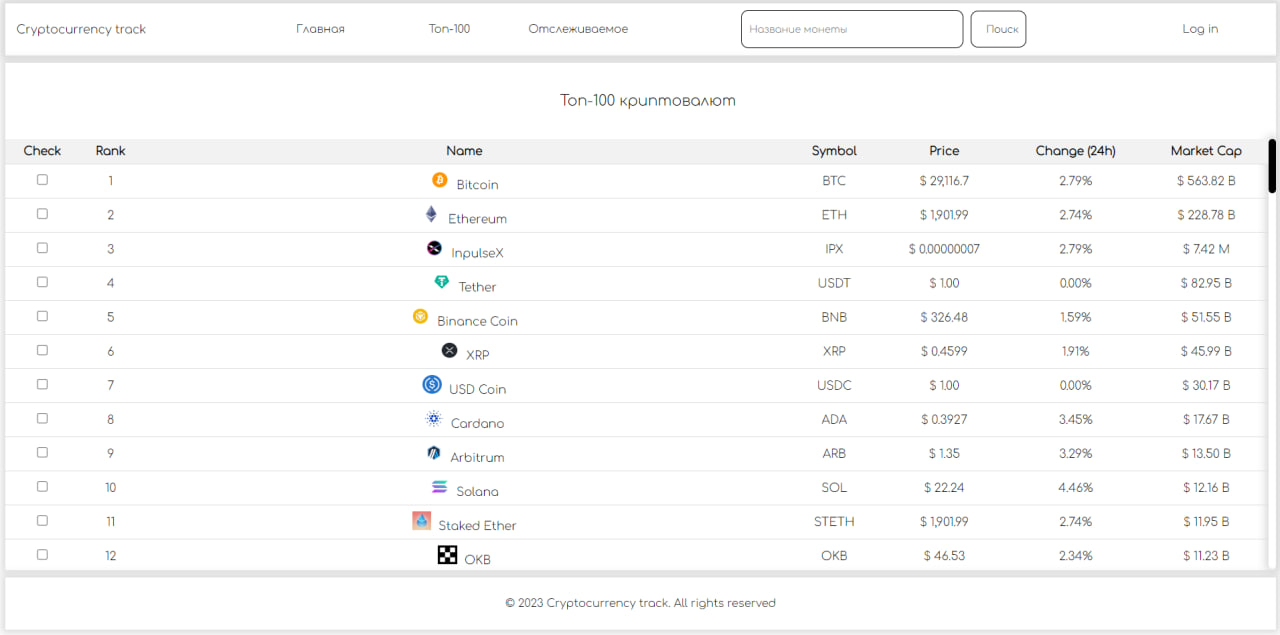 Cryptocurrency track Главная Топ-100 Отслеживаемое Название монеты Поиск Log in
Топ-100 криптовалют
Check Rank Name Symbol Price Change (24h) Market Cap
1 Bitcoin BTC $ 29,116.7 2.79% $ 563.82 B
2 Ethereum ETH $ 1,901.99 2.74% $ 228.78 B
3 InpulseX IPX $ 0.00000007 2.79% $ 7.42 M
4 Tether USDT $ 1.00 0.00% $ 82.95 B
5 Binance Coin BNB $ 326.48 1.59% $ 51.55 B
6 XRP XRP $ 0.4599 1.91% $ 45.99 B
7 USD Coin USDC $ 1.00 0.00% $ 30.17 B
8 Cardano ADA $ 0.3927 3.45% $ 17.67 B
9 Arbitrum ARB $ 1.35 3.29% $ 13.50 B
10 Solana SOL $ 22.24 4.46% $ 12.16 B
11 Staked Ether STETH $ 1,901.99 2.74% $ 11.95 B
12 OKB OKB $ 46.53 2.34% $ 11.23 B
© 2023 Cryptocurrency track. All rights reserved